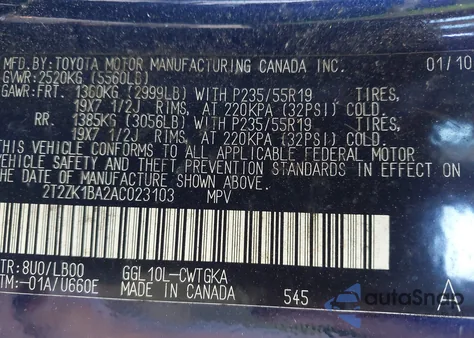 MFD.BY: TOYOTA MOTOR MANUFACTURING CANADA INC. 01/10
GVWR: 2520KG (5560LB)
GAWR:FRT. 1360KG (2999LB) WITH P235/55R19 TIRES,
19X7 1/2J RIMS, AT 220KPA (32PSI) COLD.
RR. 1385KG (3056LB) WITH P235/55R19 TIRES,
19X7 1/2J RIMS, AT 220KPA (32PSI) COLD.
THIS VEHICLE CONFORMS TO ALL APPLICABLE FEDERAL MOTOR
VEHICLE SAFETY AND THEFT PREVENTION STANDARDS IN EFFECT ON
THE DATE OF MANUFACTURE SHOWN ABOVE.
2T2ZK1BA2AC023103 MPV
TR: 8U0/LB00 GGL10L-CWTGKA
TM: -01A/U660E MADE IN CANADA 545 A
autoSnap